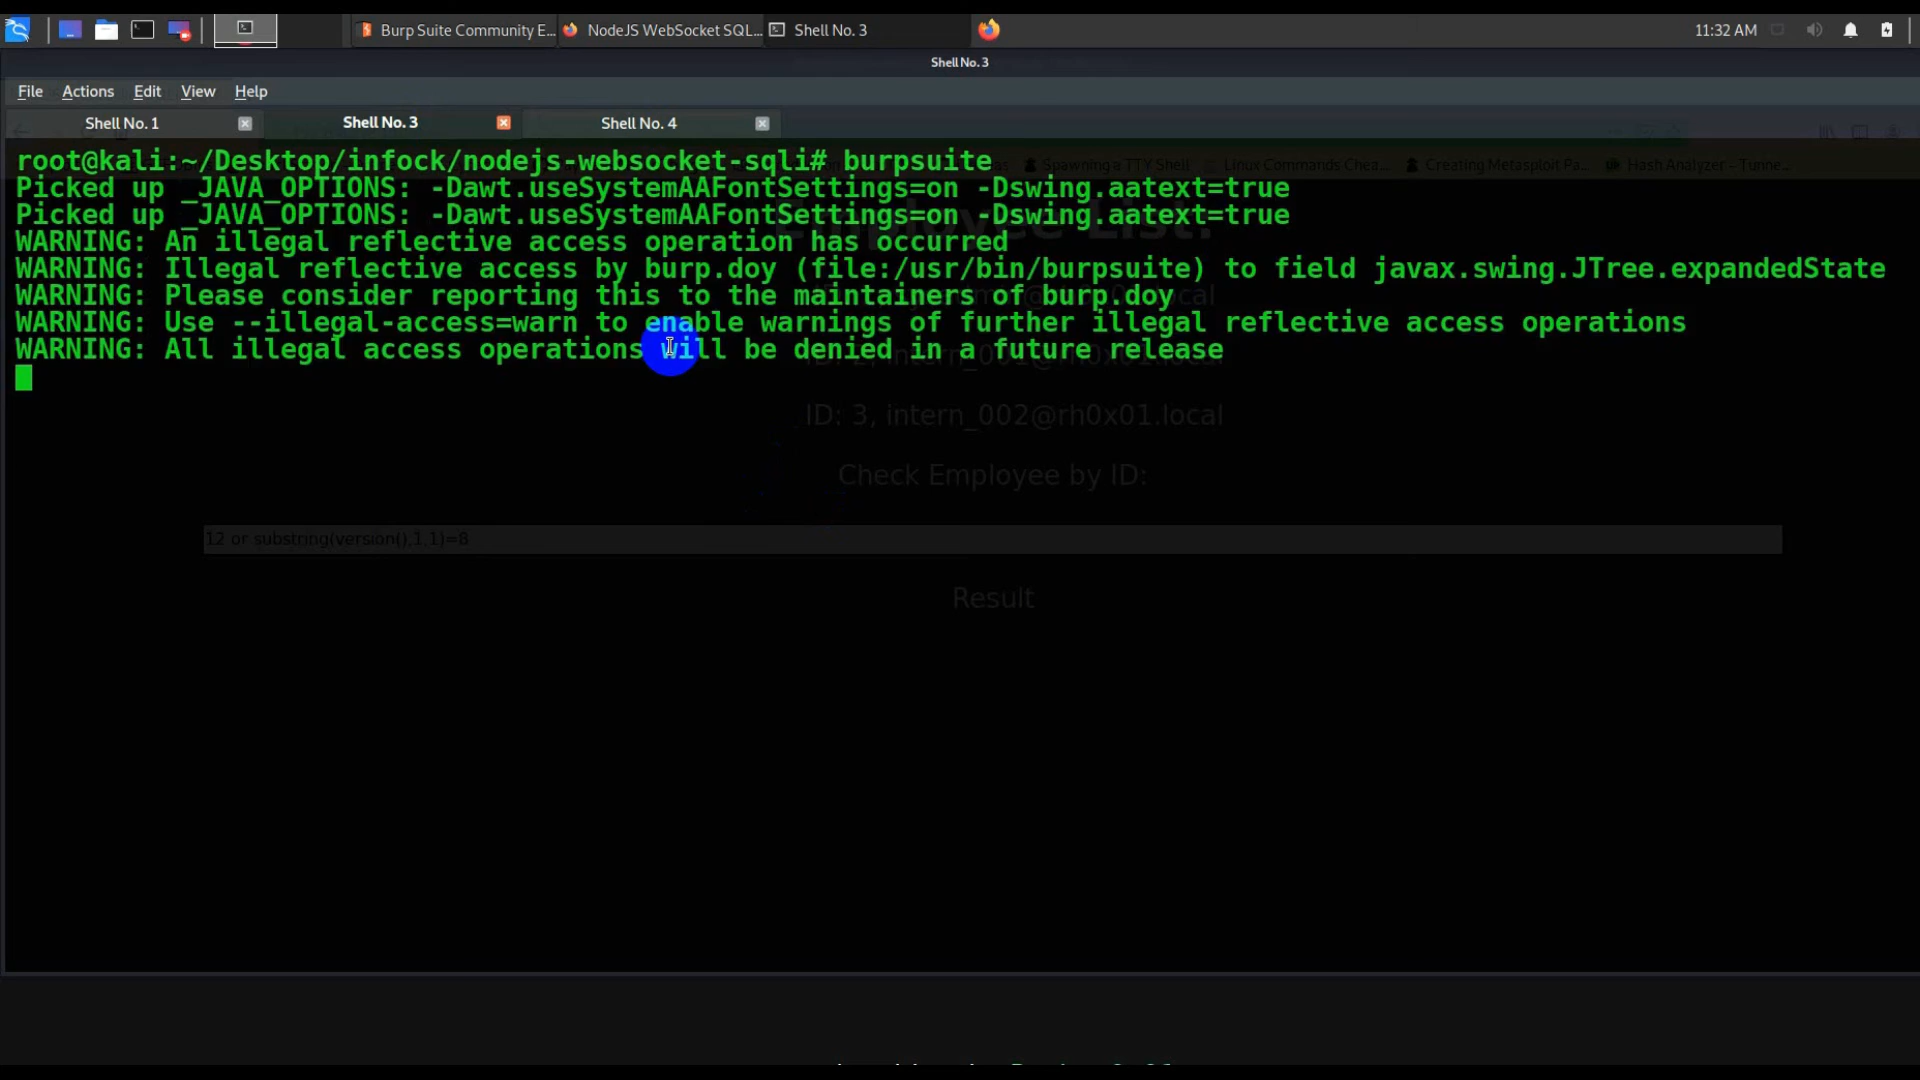 Burp Suite Community E...
NodeJS WebSocket SQL...
Shell No. 3
11:32 AM
Shell No. 3
File Actions Edit View Help
Shell No. 1
Shell No. 3
Shell No. 4
root@kali:~/Desktop/infock/nodejs-websocket-sqli# burpsuite
Spawning a TTY Shell
Linux Commands Chea...
Creating Metasploit Pa...
Hash Analyzer - Tunne...
Picked up _JAVA_OPTIONS: -Dawt.useSystemAAFontSettings=on -Dswing.aatext=true
Picked up _JAVA_OPTIONS: -Dawt.useSystemAAFontSettings=on -Dswing.aatext=true
Employee List:
WARNING: An illegal reflective access operation has occurred
WARNING: Illegal reflective access by burp.doy (file:/usr/bin/burpsuite) to field javax.swing.JTree.expandedState
WARNING: Please consider reporting this to the maintainers of burp.doy
WARNING: Use --illegal-access=warn to enable warnings of further illegal reflective access operations
WARNING: All illegal access operations will be denied in a future release
ID: 2, intern_001@rh0x01.local
ID: 3, intern_002@rh0x01.local
Check Employee by ID:
12 or substring(version(),1,1)=8
Result